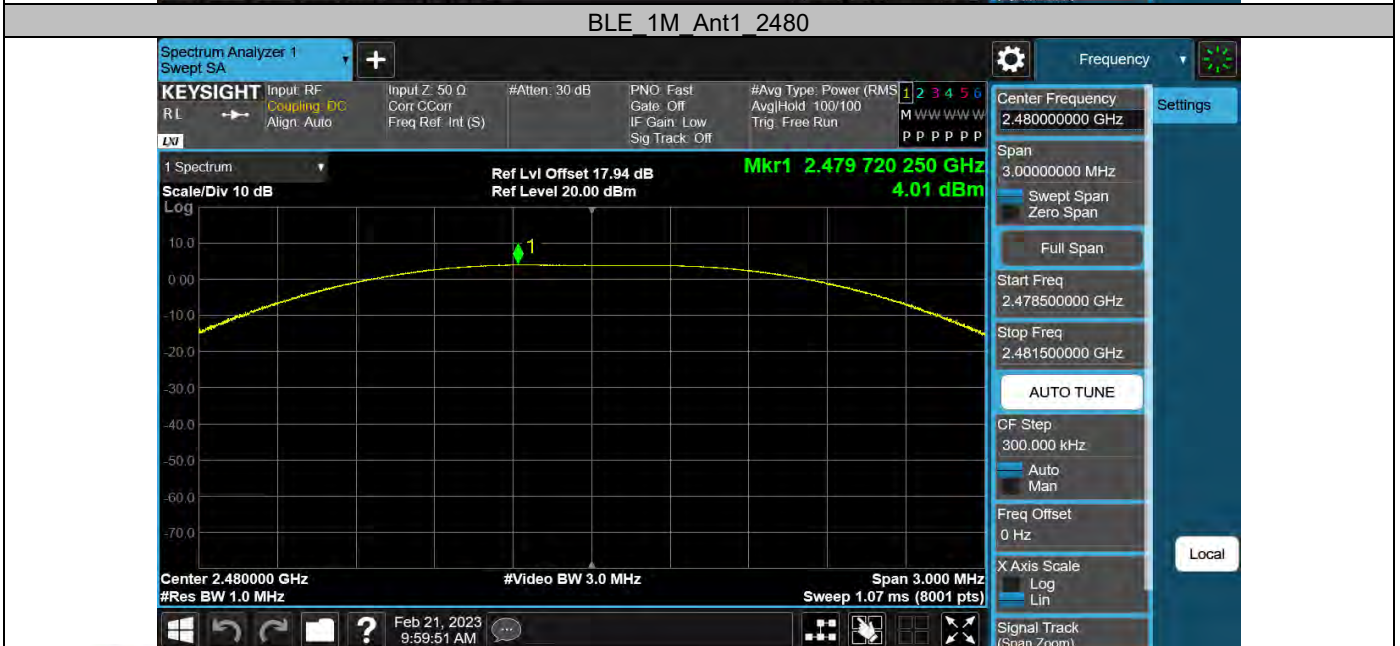 BLE_1M_Ant1_2480
Spectrum Analyzer 1
Swept SA
+
Frequency
KEYSIGHT
RL
LXI
Input: RF
Coupling: DC
Align: Auto
Input Z: 50 Ω
Corr CCorr
Freq Ref: Int (S)
#Atten: 30 dB
PNO: Fast
Gate: Off
IF Gain: Low
Sig Track: Off
#Avg Type: Power (RMS
Avg|Hold: 100/100
Trig: Free Run
1 2 3 4 5 6
M W W W W W
P P P P P P
1 Spectrum
Scale/Div 10 dB
Ref Lvl Offset 17.94 dB
Ref Level 20.00 dBm
Mkr1 2.479 720 250 GHz
4.01 dBm
Log
1
10.0
0.00
-10.0
-20.0
-30.0
-40.0
-50.0
-60.0
-70.0
Center 2.480000 GHz
#Res BW 1.0 MHz
#Video BW 3.0 MHz
Span 3.000 MHz
Sweep 1.07 ms (8001 pts)
Feb 21, 2023
9:59:51 AM
?
Center Frequency
2.480000000 GHz
Settings
Span
3.00000000 MHz
Swept Span
Zero Span
Full Span
Start Freq
2.478500000 GHz
Stop Freq
2.481500000 GHz
AUTO TUNE
CF Step
300.000 kHz
Auto
Man
Freq Offset
0 Hz
Local
X Axis Scale
Log
Lin
Signal Track
(Span Zoom)